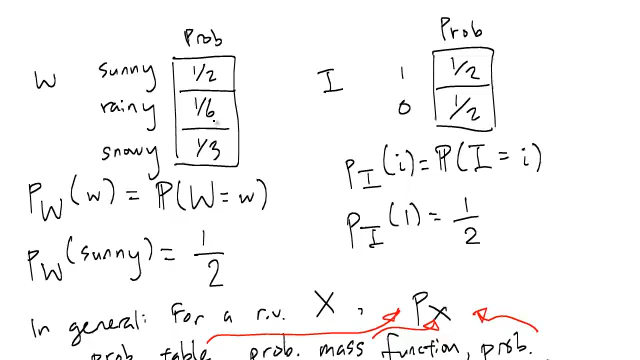 Prob
W sunny 1/2
rainy 1/6
snowy 1/3
p_W(w) = ℙ(W = w)
p_W(sunny) = 1/2
Prob
I 1 1/2
0 1/2
p_I(i) = ℙ(I = i)
p_I(1) = 1/2
In general: For a r.v. X, p_X
prob table, prob. mass function, prob.